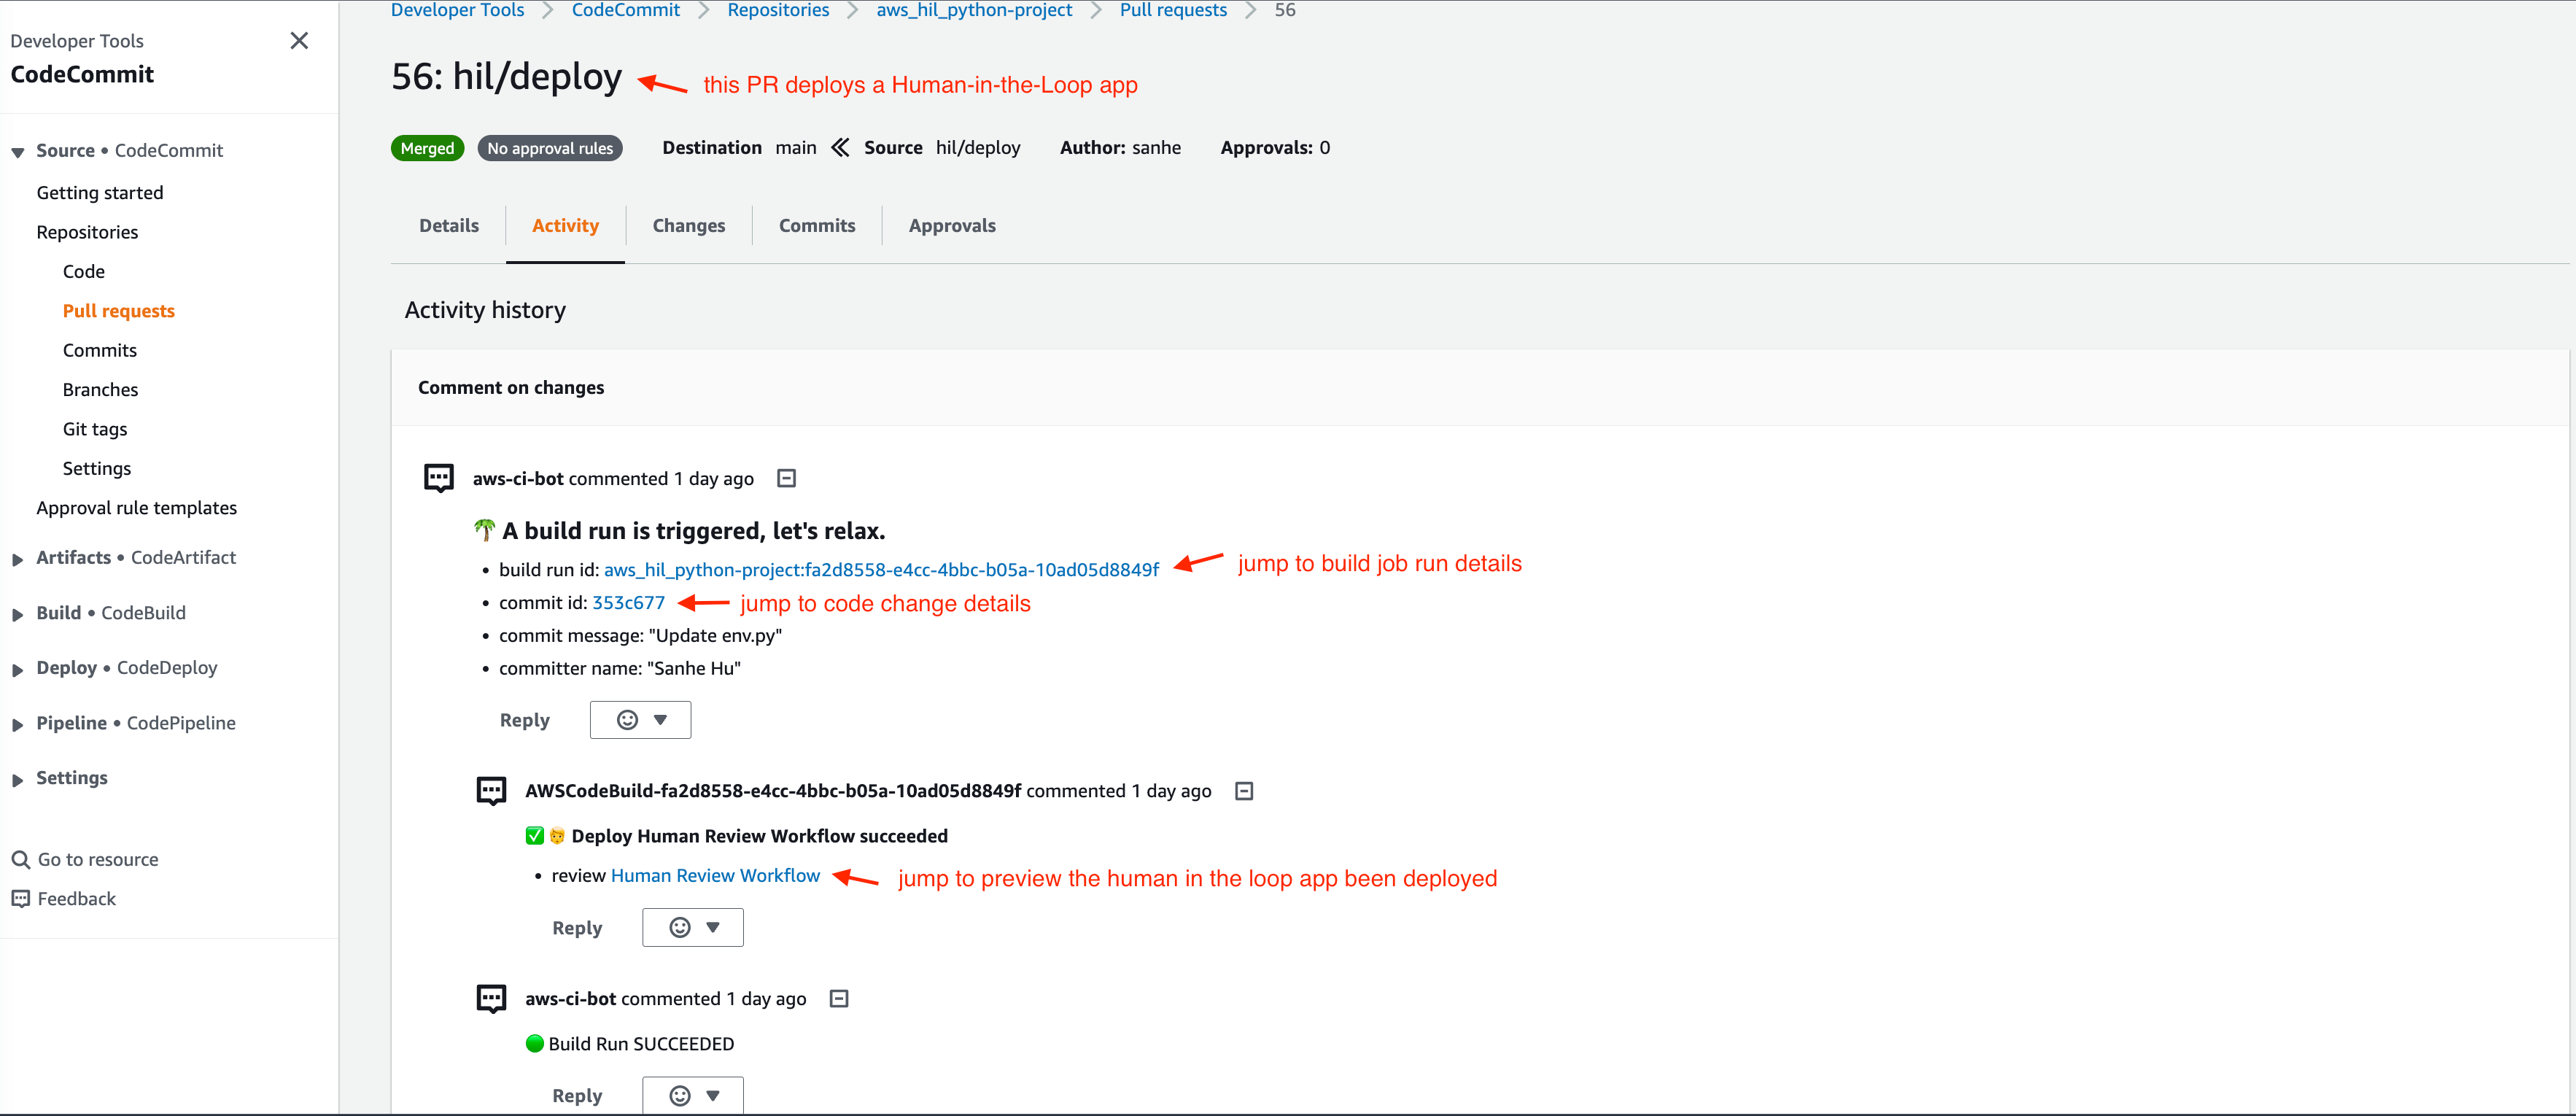 Developer Tools
CodeCommit
Source • CodeCommit
Getting started
Repositories
Code
Pull requests
Commits
Branches
Git tags
Settings
Approval rule templates
Artifacts • CodeArtifact
Build • CodeBuild
Deploy • CodeDeploy
Pipeline • CodePipeline
Settings
Go to resource
Feedback
Developer Tools > CodeCommit > Repositories > aws_hil_python-project > Pull requests > 56
56: hil/deploy this PR deploys a Human-in-the-Loop app
Merged No approval rules Destination main Source hil/deploy Author: sanhe Approvals: 0
Details Activity Changes Commits Approvals
Activity history
Comment on changes
aws-ci-bot commented 1 day ago
🌴 A build run is triggered, let's relax.
• build run id: aws_hil_python-project:fa2d8558-e4cc-4bbc-b05a-10ad05d8849f jump to build job run details
• commit id: 353c677 jump to code change details
• commit message: "Update env.py"
• committer name: "Sanhe Hu"
Reply
AWSCodeBuild-fa2d8558-e4cc-4bbc-b05a-10ad05d8849f commented 1 day ago
Deploy Human Review Workflow succeeded
• review Human Review Workflow jump to preview the human in the loop app been deployed
Reply
aws-ci-bot commented 1 day ago
Build Run SUCCEEDED
Reply